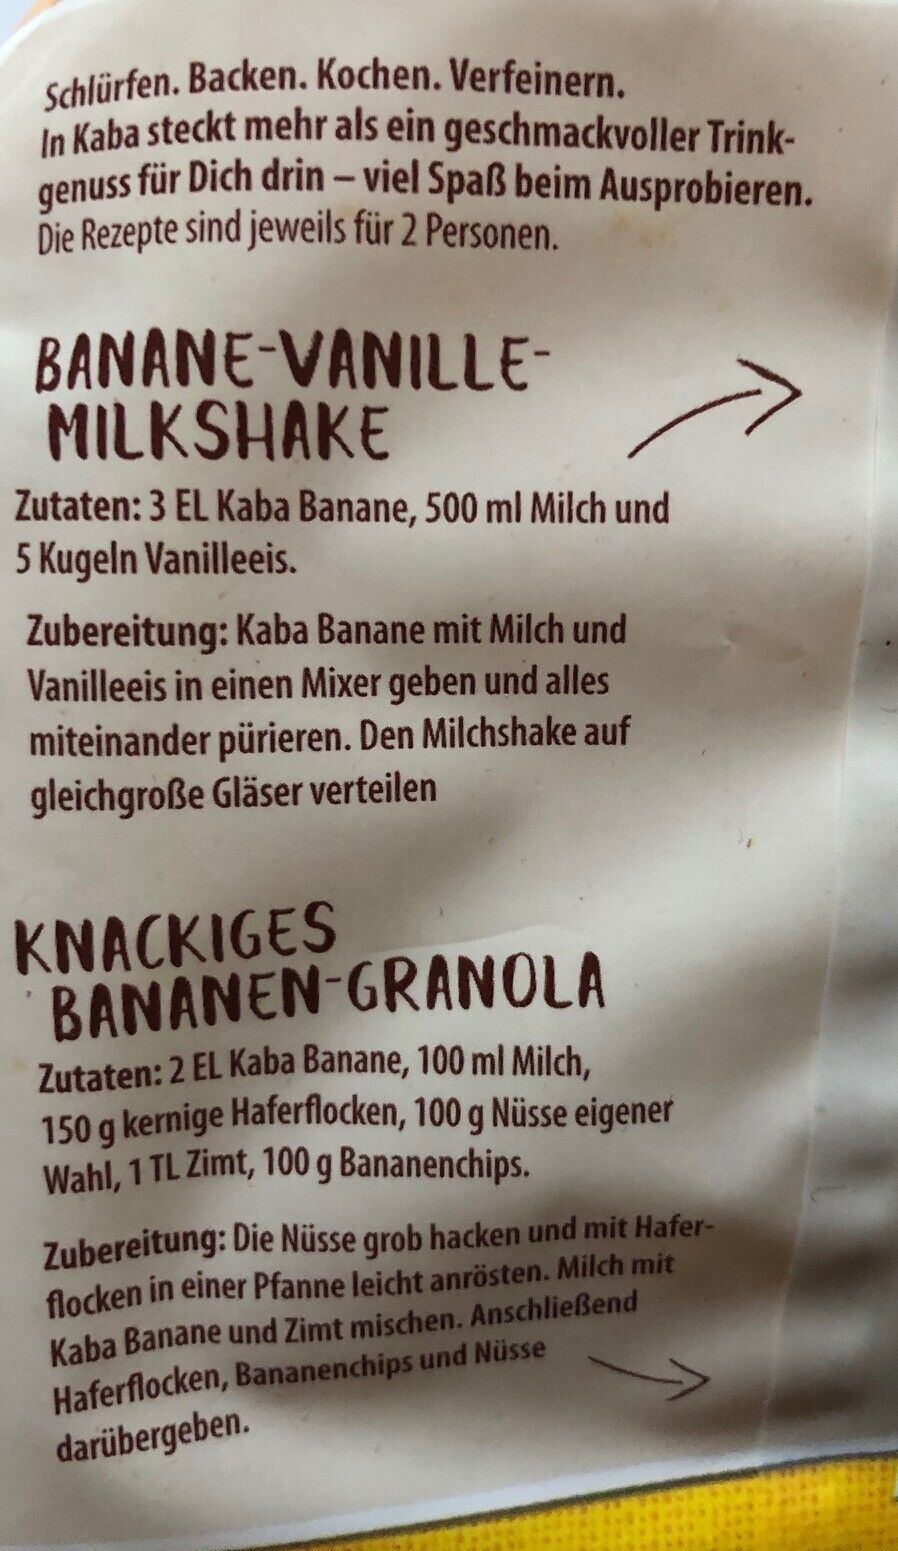 Schlürfen. Backen. Kochen. Verfeinern.
In Kaba steckt mehr als ein geschmackvoller Trink-
genuss für Dich drin – viel Spaß beim Ausprobieren.
Die Rezepte sind jeweils für 2 Personen.
BANANE-VANILLE-
MILKSHAKE
Zutaten: 3 EL Kaba Banane, 500 ml Milch und
5 Kugeln Vanilleeis.
Zubereitung: Kaba Banane mit Milch und
Vanilleeis in einen Mixer geben und alles
miteinander pürieren. Den Milchshake auf
gleichgroße Gläser verteilen
KNACKIGES
BANANEN-GRANOLA
Zutaten: 2 EL Kaba Banane, 100 ml Milch,
150 g kernige Haferflocken, 100 g Nüsse eigener
Wahl, 1 TL Zimt, 100 g Bananenchips.
Zubereitung: Die Nüsse grob hacken und mit Hafer-
flocken in einer Pfanne leicht anrösten. Milch mit
Kaba Banane und Zimt mischen. Anschließend
Haferflocken, Bananenchips und Nüsse
darübergeben.